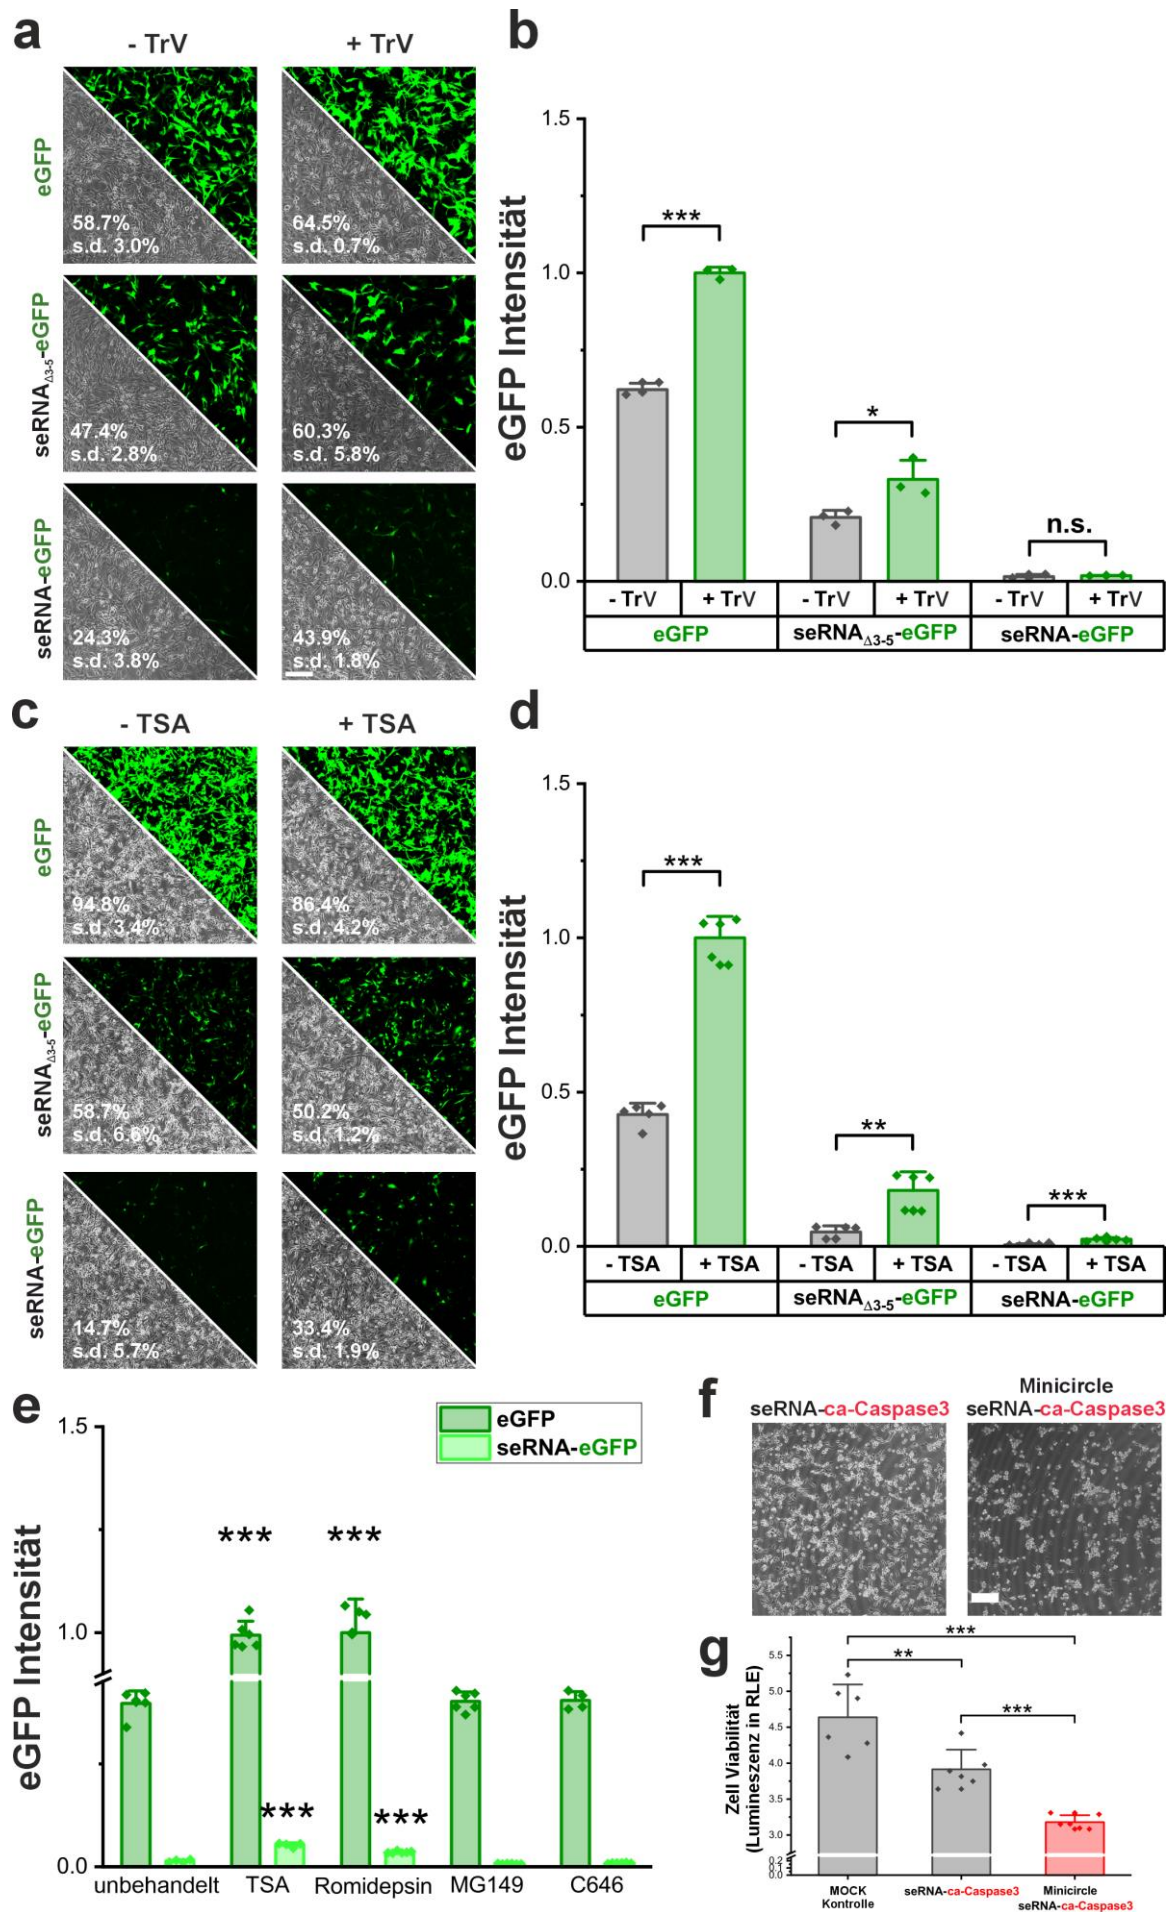 a
- TrV
+ TrV
eGFP
58.7%
s.d. 3.0%
64.5%
s.d. 0.7%
seRNAΔ3-5-eGFP
47.4%
s.d. 2.8%
60.3%
s.d. 5.8%
seRNA-eGFP
24.3%
s.d. 3.8%
43.9%
s.d. 1.8%
b
eGFP Intensität
1.5
1.0
0.5
0.0
***
*
n.s.
- TrV
+ TrV
- TrV
+ TrV
- TrV
+ TrV
eGFP
seRNAΔ3-5-eGFP
seRNA-eGFP
c
- TSA
+ TSA
eGFP
94.8%
s.d. 3.4%
86.4%
s.d. 4.2%
seRNAΔ3-5-eGFP
58.7%
s.d. 6.6%
50.2%
s.d. 1.2%
seRNA-eGFP
14.7%
s.d. 5.7%
33.4%
s.d. 1.9%
d
eGFP Intensität
1.5
1.0
0.5
0.0
***
**
***
- TSA
+ TSA
- TSA
+ TSA
- TSA
+ TSA
eGFP
seRNAΔ3-5-eGFP
seRNA-eGFP
e
eGFP Intensität
1.5
1.0
0.0
eGFP
seRNA-eGFP
***
***
***
***
unbehandelt
TSA
Romidepsin
MG149
C646
f
seRNA-ca-Caspase3
Minicircle
seRNA-ca-Caspase3
g
Zell Viabilität
(Lumineszenz in RLE)
5.5
5.0
4.5
4.0
3.5
3.0
0.2
0.1
0.0
***
**
***
MOCK
Kontrolle
seRNA-ca-Caspase3
Minicircle
seRNA-ca-Caspase3